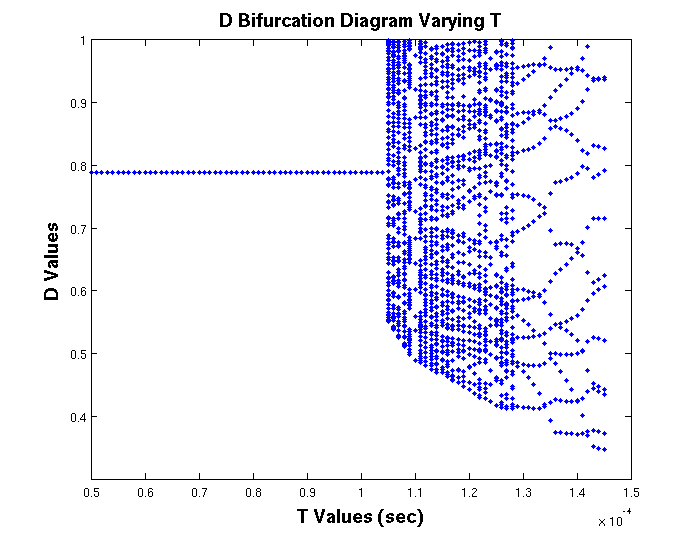 D Bifurcation Diagram Varying T
D Values
1
0.9
0.8
0.7
0.6
0.5
0.4
0.5 0.6 0.7 0.8 0.9 1 1.1 1.2 1.3 1.4 1.5
x 10^-4
T Values (sec)